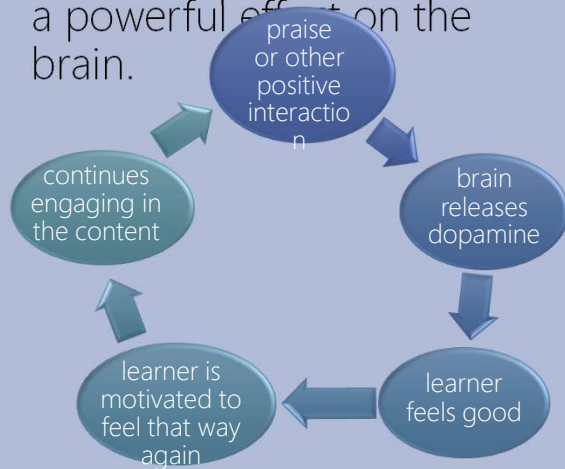 a powerful effect on the
brain.
praise
or other
positive
interactio
n
brain
releases
dopamine
learner
feels good
learner is
motivated to
feel that way
again
continues
engaging in
the content